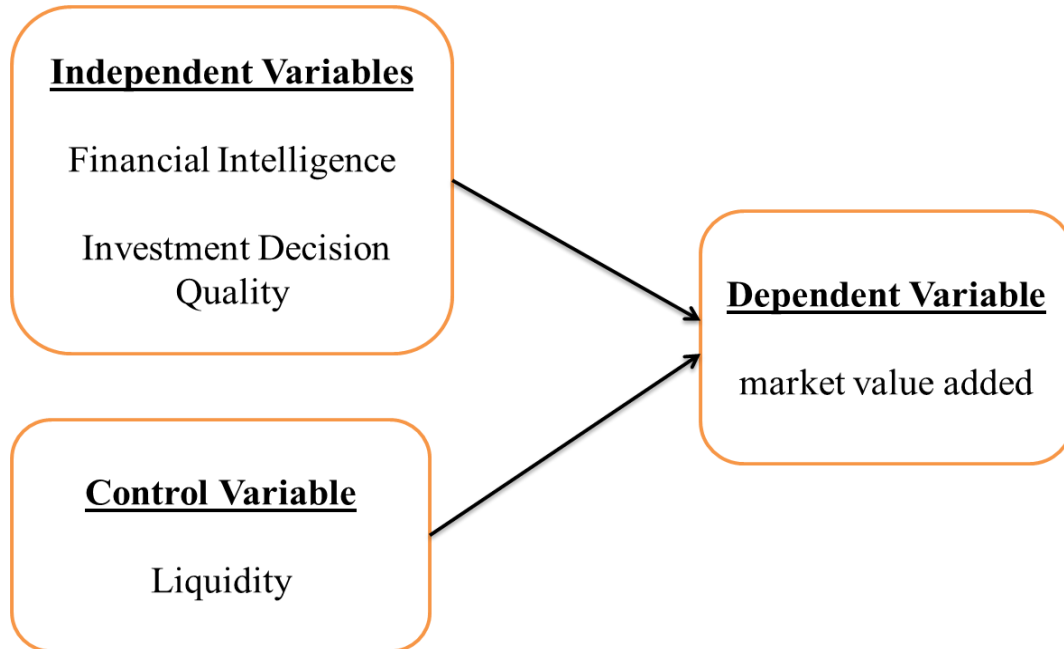 Independent Variables
Financial Intelligence
Investment Decision
Quality
Control Variable
Liquidity
Dependent Variable
market value added